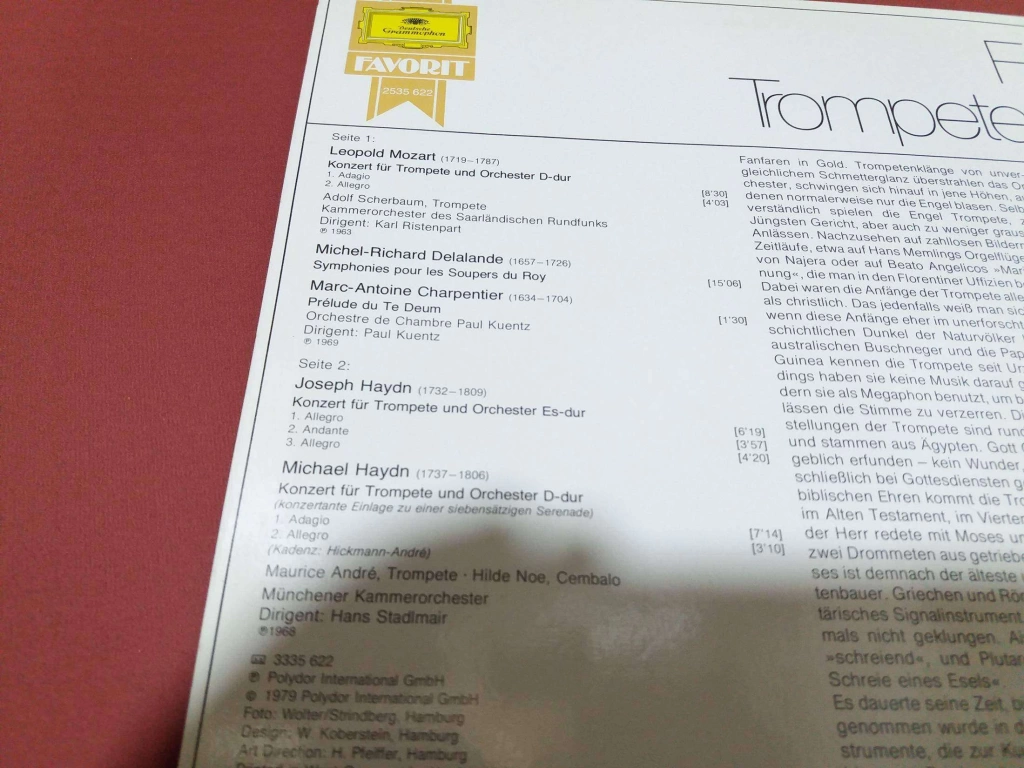 Deutsche
Grammophon
FAVORIT
2535 622
Trompete
Seite 1:
Leopold Mozart (1719–1787)
Konzert für Trompete und Orchester D-dur
1. Adagio [8'30]
2. Allegro [4'03]
Adolf Scherbaum, Trompete
Kammerorchester des Saarländischen Rundfunks
Dirigent: Karl Ristenpart
℗ 1963
Michel-Richard Delalande (1657–1726)
Symphonies pour les Soupers du Roy [15'06]
Marc-Antoine Charpentier (1634–1704)
Prélude du Te Deum [1'30]
Orchestre de Chambre Paul Kuentz
Dirigent: Paul Kuentz
℗ 1969
Seite 2:
Joseph Haydn (1732–1809)
Konzert für Trompete und Orchester Es-dur
1. Allegro [6'19]
2. Andante [3'57]
3. Allegro [4'20]
Michael Haydn (1737–1806)
Konzert für Trompete und Orchester D-dur
(konzertante Einlage zu einer siebensätzigen Serenade)
1. Adagio [7'14]
2. Allegro [3'10]
(Kadenz: Hickmann-André)
Maurice André, Trompete · Hilde Noe, Cembalo
Münchener Kammerorchester
Dirigent: Hans Stadlmair
℗1968
3335 622
℗ Polydor International GmbH
© 1979 Polydor International GmbH
Foto: Wolter/Strindberg, Hamburg
Design: W. Koberstein, Hamburg
Art Direction: H. Pfeiffer, Hamburg
Fanfaren in Gold. Trompetenklänge von unver-
gleichlichem Schmetterglanz überstrahlen das
chester, schwingen sich hinauf in jene Höhen,
denen normalerweise nur die Engel blasen.
verständlich spielen die Engel Trompete,
Jüngsten Gericht, aber auch zu weniger
Anlässen. Nachzusehen auf zahllosen
Zeitläufe, etwa auf Hans Memlings
von Najera oder auf Beato Angelicos
nung«, die man in den Florentiner Uffizien
Dabei waren die Anfänge der Trompete
als christlich. Das jedenfalls weiß man
wenn diese Anfänge eher im
schichtlichen Dunkel der Naturvölker
australischen Buschneger und die
Guinea kennen die Trompete seit
dings haben sie keine Musik darauf
dern sie als Megaphon benutzt, um
lässen die Stimme zu verzerren.
stellungen der Trompete sind
und stammen aus Ägypten. Gott
geblich erfunden – kein Wunder
schließlich bei Gottesdiensten
biblischen Ehren kommt die
im Alten Testament, im Vierten
der Herr redete mit Moses
zwei Drommeten aus
ses ist demnach der älteste
tenbauer. Griechen und
tärisches Signalinstrument.
mals nicht geklungen.
»schreiend«, und
Schreie eines Esels«
Es dauerte seine Zeit,
genommen wurde in
strumente, die zur